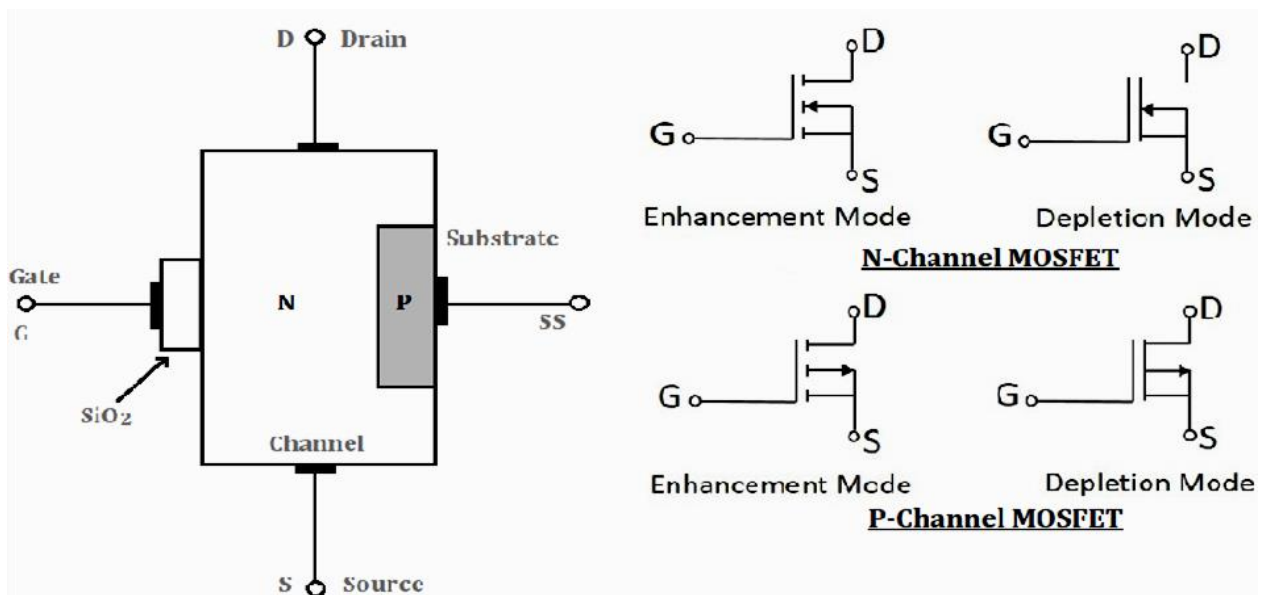 D Drain
Gate
G
SiO2
N
P
Substrate
SS
Channel
S Source
D
G
S
Enhancement Mode
D
G
S
Depletion Mode
N-Channel MOSFET
D
G
S
Enhancement Mode
D
G
S
Depletion Mode
P-Channel MOSFET